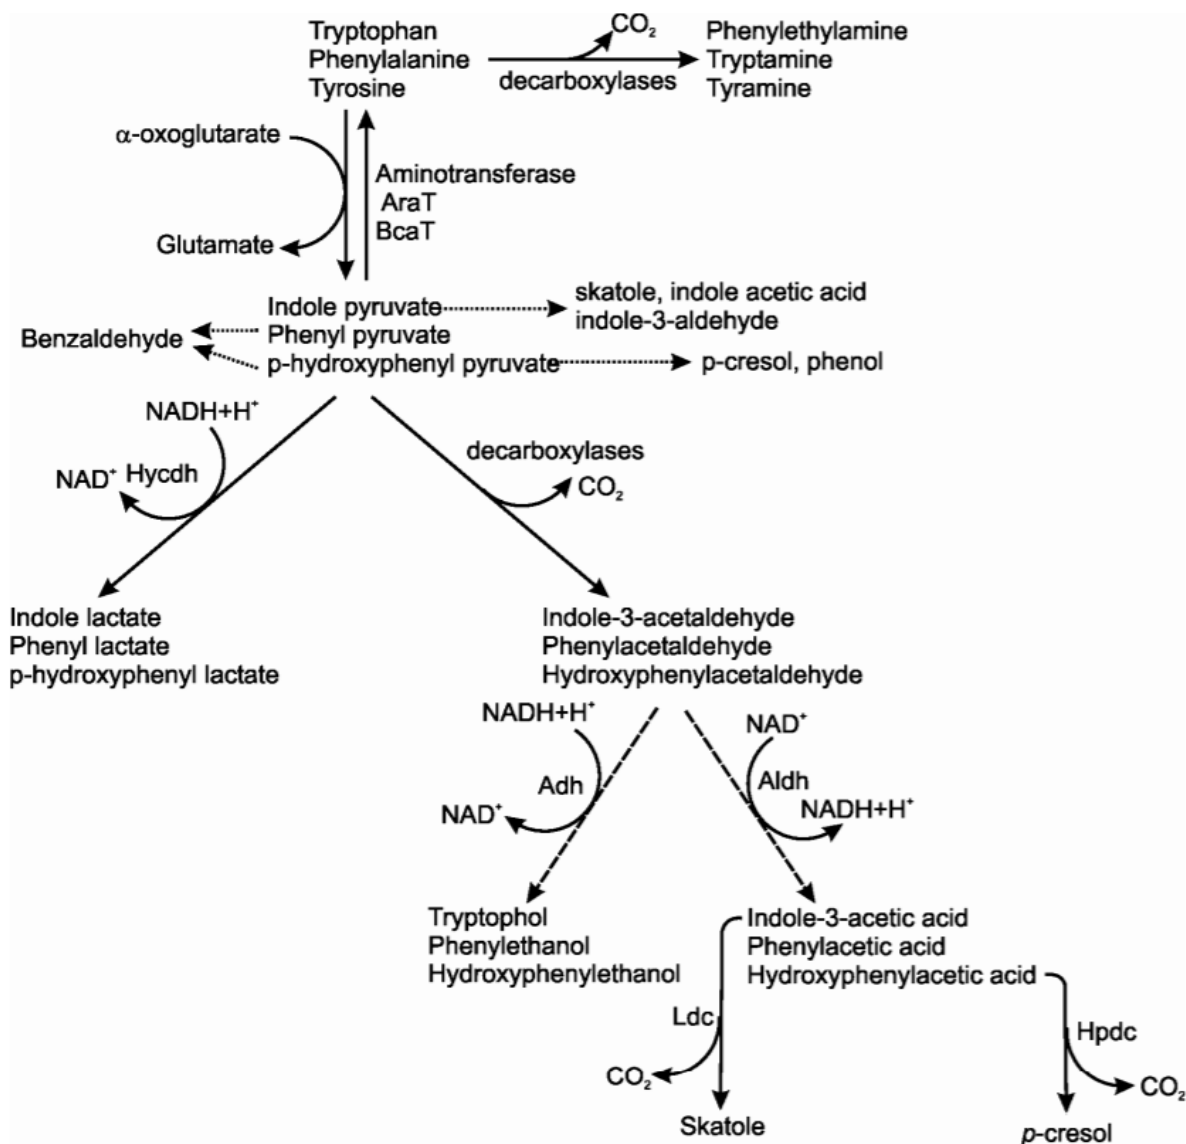 Tryptophan
Phenylalanine
Tyrosine
CO₂
decarboxylases
Phenylethylamine
Tryptamine
Tyramine
α-oxoglutarate
Glutamate
Aminotransferase
AraT
BcaT
Indole pyruvate
Phenyl pyruvate
p-hydroxyphenyl pyruvate
skatole, indole acetic acid
indole-3-aldehyde
Benzaldehyde
p-cresol, phenol
NADH+H⁺
NAD⁺ Hycdh
decarboxylases
CO₂
Indole lactate
Phenyl lactate
p-hydroxyphenyl lactate
Indole-3-acetaldehyde
Phenylacetaldehyde
Hydroxyphenylacetaldehyde
NADH+H⁺
Adh
NAD⁺
NAD⁺
Aldh
NADH+H⁺
Tryptophol
Phenylethanol
Hydroxyphenylethanol
Indole-3-acetic acid
Phenylacetic acid
Hydroxyphenylacetic acid
Ldc
CO₂
Skatole
Hpdc
CO₂
p-cresol